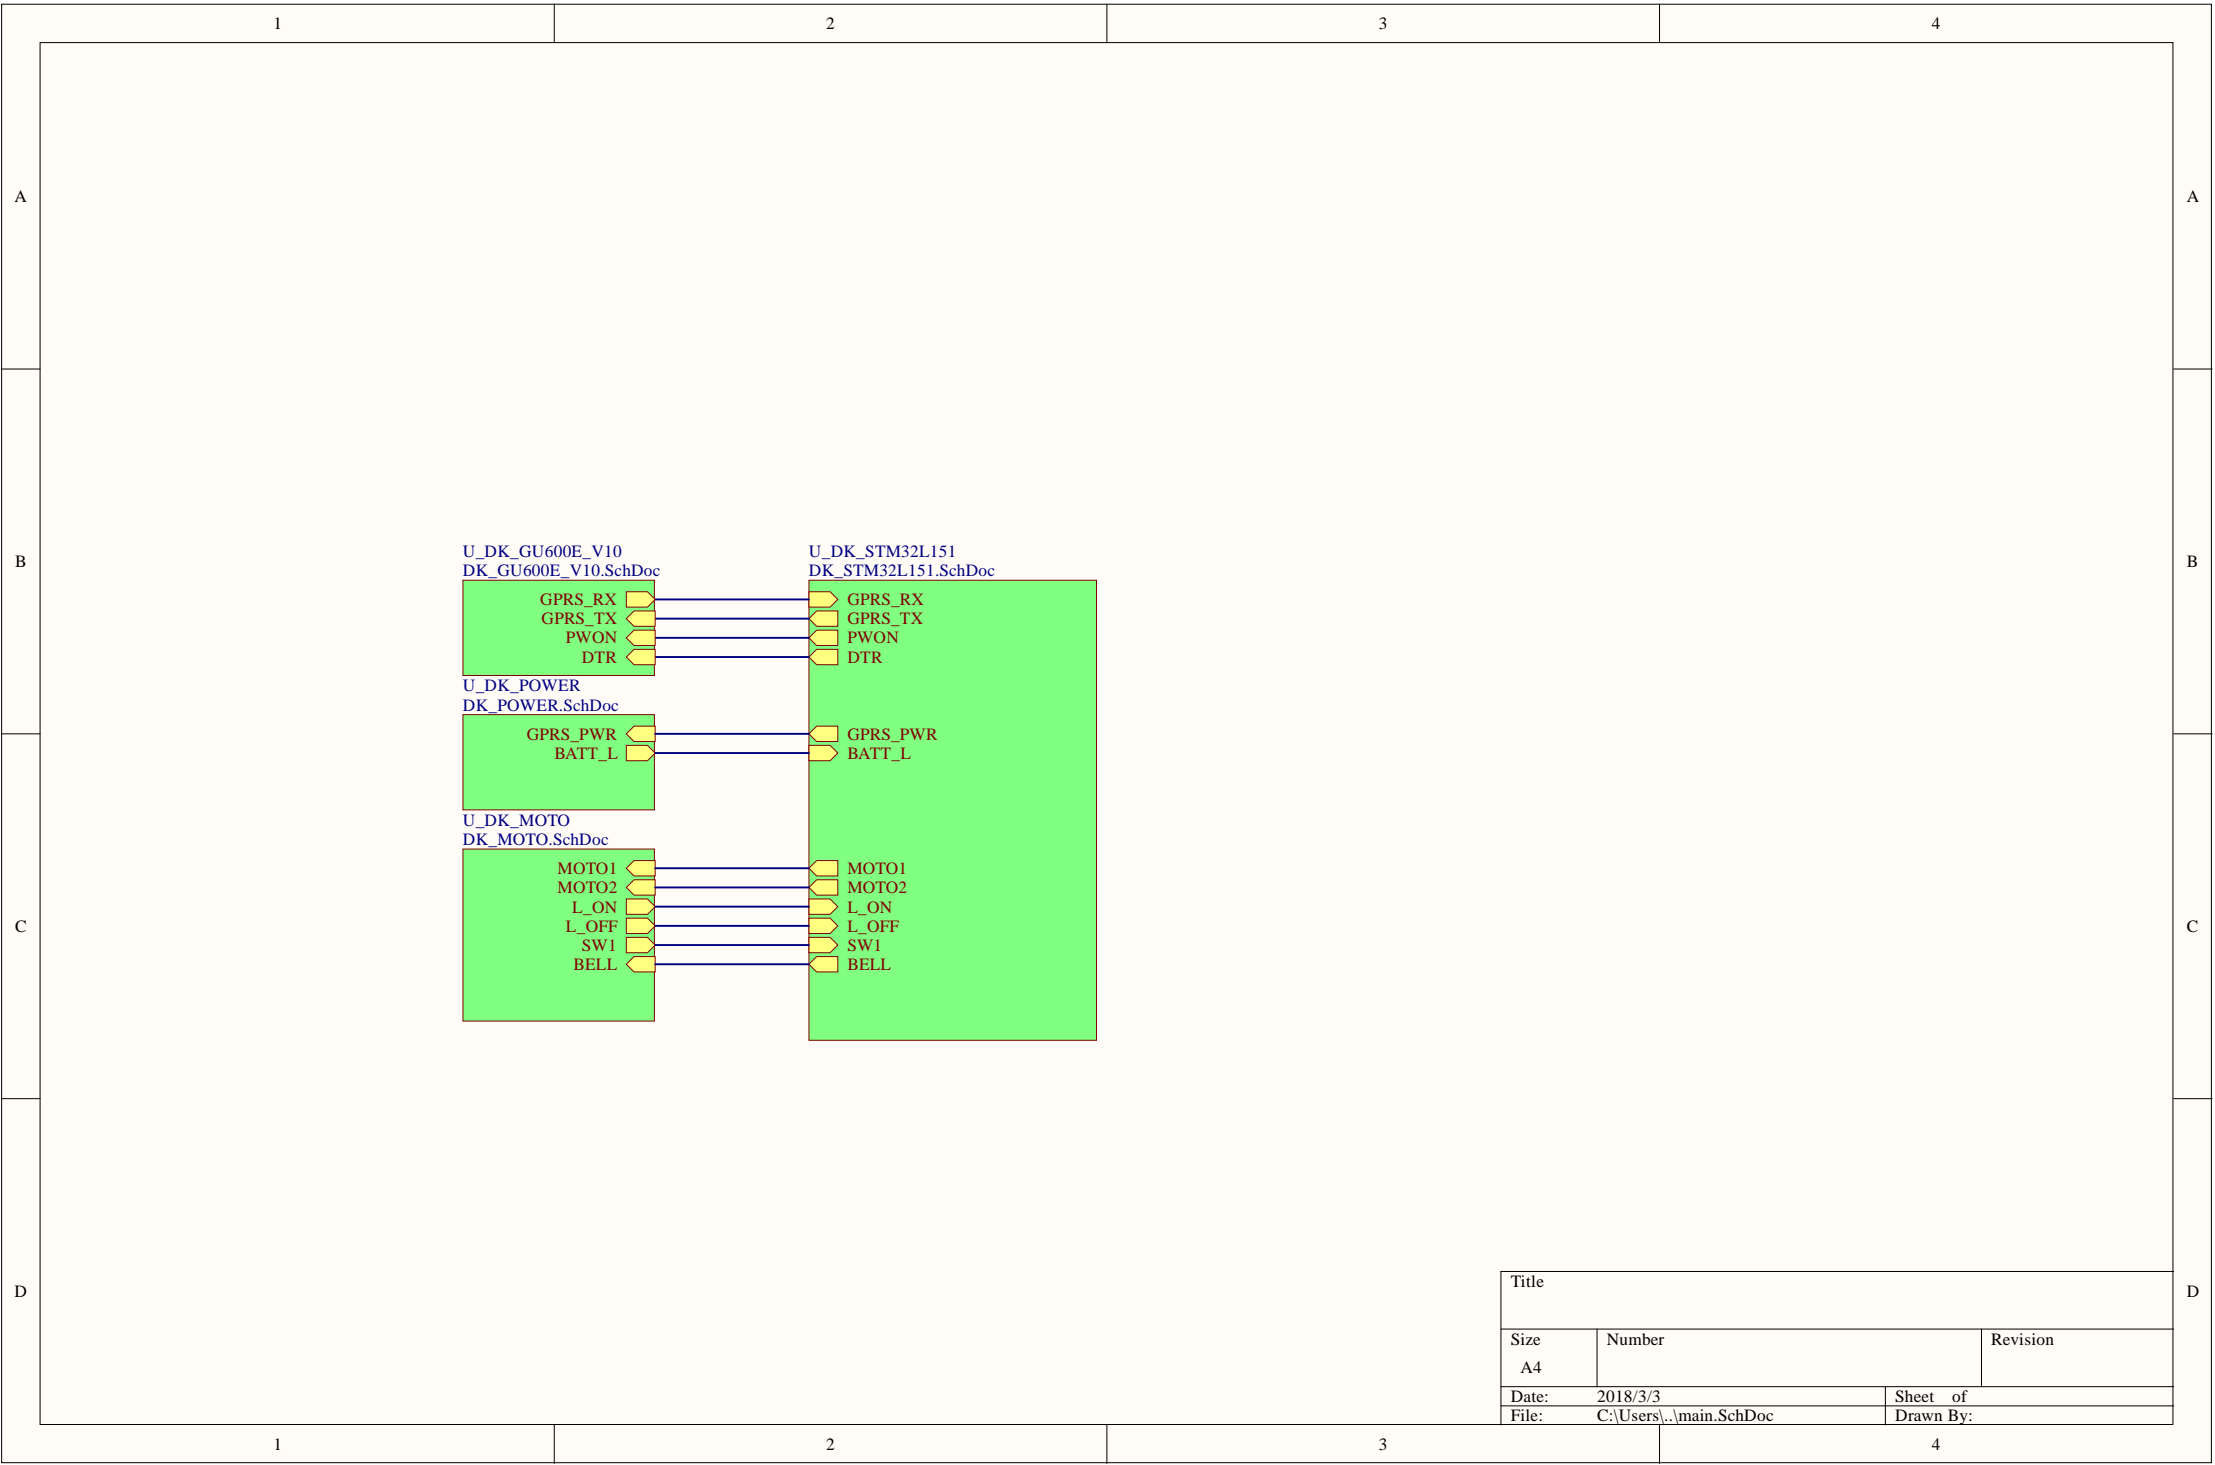 1 2 3 4
A A
B B
C C
D D
U_DK_GU600E_V10
DK_GU600E_V10.SchDoc
GPRS_RX
GPRS_TX
PWON
DTR
U_DK_POWER
DK_POWER.SchDoc
GPRS_PWR
BATT_L
U_DK_MOTO
DK_MOTO.SchDoc
MOTO1
MOTO2
L_ON
L_OFF
SW1
BELL
U_DK_STM32L151
DK_STM32L151.SchDoc
GPRS_RX
GPRS_TX
PWON
DTR
GPRS_PWR
BATT_L
MOTO1
MOTO2
L_ON
L_OFF
SW1
BELL
Title
Size Number Revision
A4
Date: 2018/3/3 Sheet of
File: C:\Users\..\main.SchDoc Drawn By:
1 2 3 4